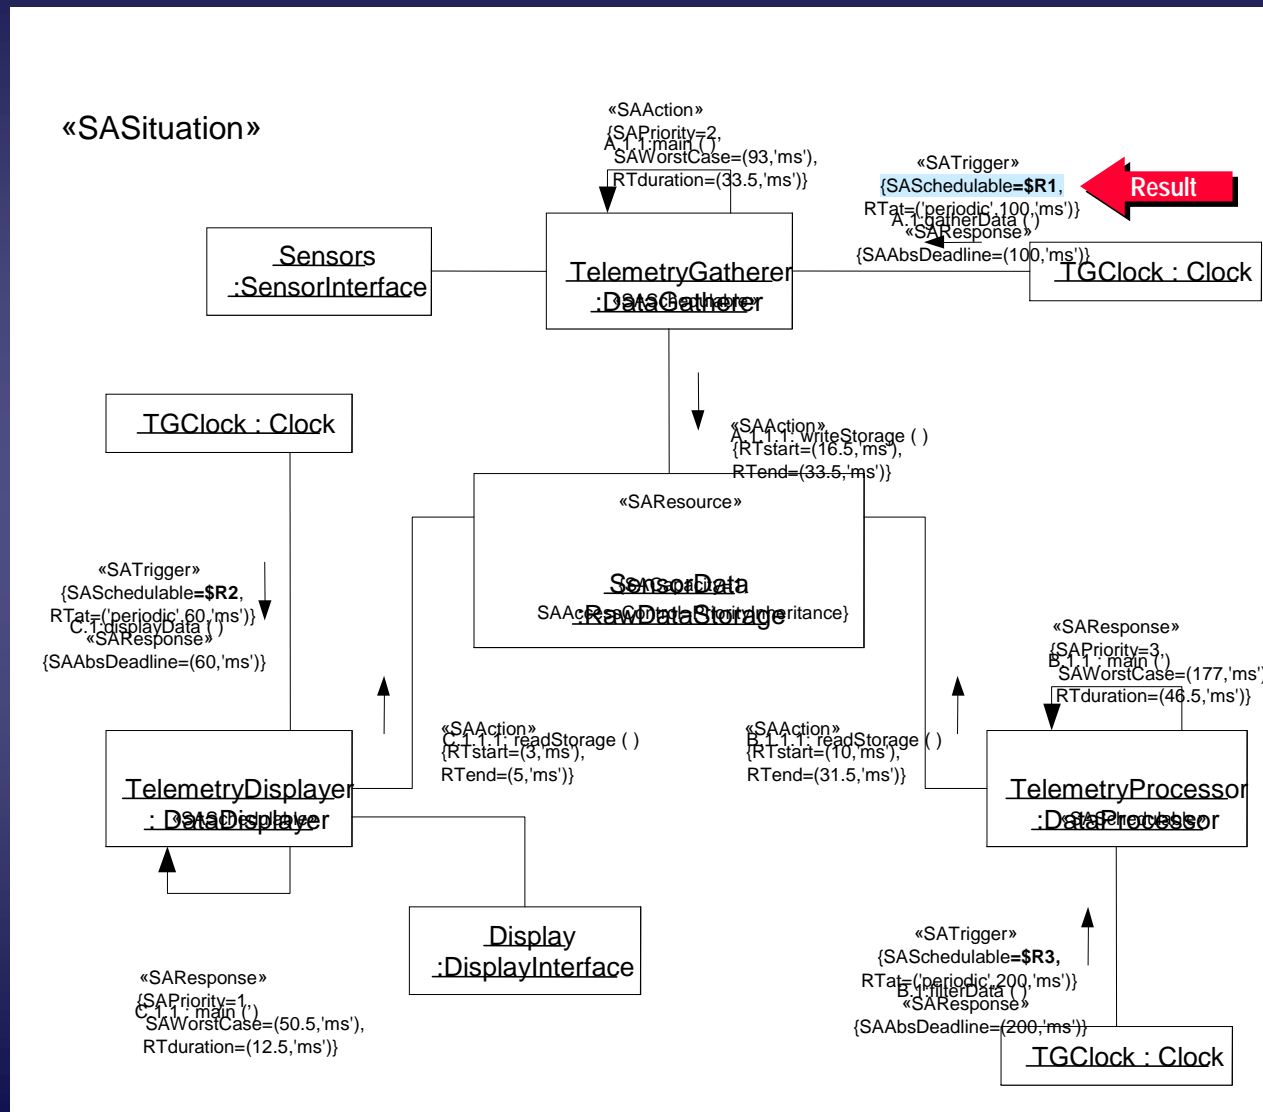 «SASituation»
«SAAction»
{SAPriority=2,
A.1.1:main ( )
SAWorstCase=(93,'ms'),
RTduration=(33.5,'ms')}
«SATrigger»
{SASchedulable=$R1,
RTat=('periodic',100,'ms')}
A.1:gatherData ( )
«SAResponse»
{SAAbsDeadline=(100,'ms')}
Result
Sensors
:SensorInterface
TelemetryGatherer
:DataGatherer
«SASchedulable»
TGClock : Clock
TGClock : Clock
«SAAction»
A.1.1.1: writeStorage ( )
{RTstart=(16.5,'ms'),
RTend=(33.5,'ms')}
«SAResource»
SensorData
:RawDataStorage
{SACapacity=1,
SAAccessControl=PriorityInheritance}
«SATrigger»
{SASchedulable=$R2,
RTat=('periodic',60,'ms')}
C.1:displayData ( )
«SAResponse»
{SAAbsDeadline=(60,'ms')}
«SAResponse»
{SAPriority=3,
B.1.1 : main ( )
SAWorstCase=(177,'ms')
RTduration=(46.5,'ms')}
«SAAction»
C.1.1.1: readStorage ( )
{RTstart=(3,'ms'),
RTend=(5,'ms')}
«SAAction»
B.1.1.1: readStorage ( )
{RTstart=(10,'ms'),
RTend=(31.5,'ms')}
TelemetryDisplayer
: DataDisplayer
«SASchedulable»
TelemetryProcessor
:DataProcessor
«SASchedulable»
Display
:DisplayInterface
«SAResponse»
{SAPriority=1,
C.1.1 : main ( )
SAWorstCase=(50.5,'ms'),
RTduration=(12.5,'ms')}
«SATrigger»
{SASchedulable=$R3,
RTat=('periodic',200,'ms')}
B.1:filterData ( )
«SAResponse»
{SAAbsDeadline=(200,'ms')}
TGClock : Clock